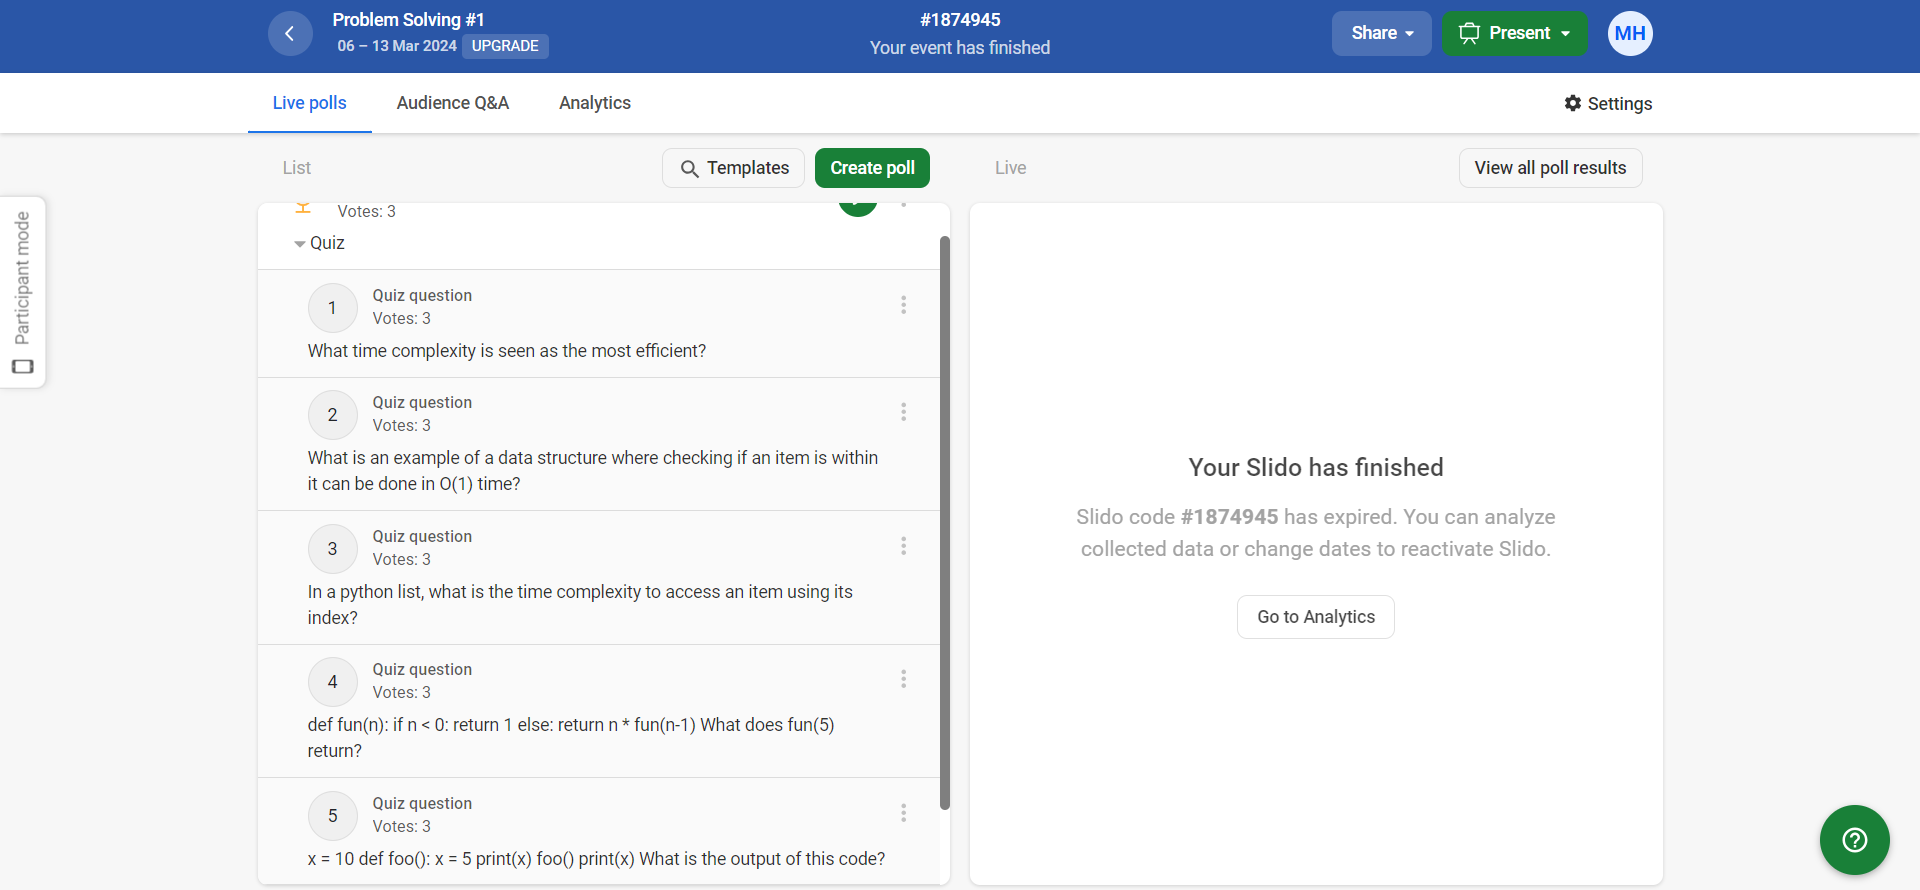 Problem Solving #1
06 – 13 Mar 2024 UPGRADE
#1874945
Your event has finished
Share
Present
MH
Live polls
Audience Q&A
Analytics
Settings
List
Templates
Create poll
Live
View all poll results
Participant mode
Votes: 3
Quiz
1
Quiz question
Votes: 3
What time complexity is seen as the most efficient?
2
Quiz question
Votes: 3
What is an example of a data structure where checking if an item is within
it can be done in O(1) time?
3
Quiz question
Votes: 3
In a python list, what is the time complexity to access an item using its
index?
4
Quiz question
Votes: 3
def fun(n): if n < 0: return 1 else: return n * fun(n-1) What does fun(5)
return?
5
Quiz question
Votes: 3
x = 10 def foo(): x = 5 print(x) foo() print(x) What is the output of this code?
Your Slido has finished
Slido code #1874945 has expired. You can analyze
collected data or change dates to reactivate Slido.
Go to Analytics